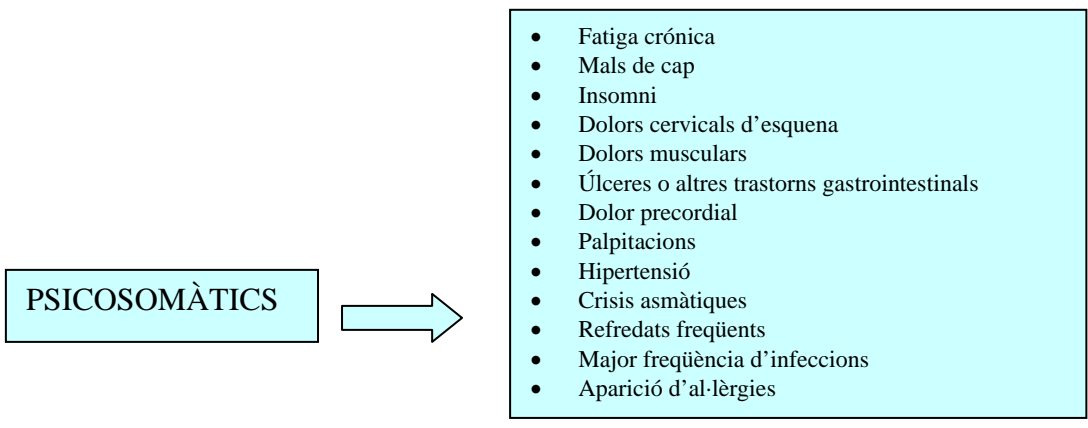 PSICOSOMÀTICS
• Fatiga crónica
• Mals de cap
• Insomni
• Dolors cervicals d’esquena
• Dolors musculars
• Úlceres o altres trastorns gastrointestinals
• Dolor precordial
• Palpitacions
• Hipertensió
• Crisis asmàtiques
• Refredats freqüents
• Major freqüència d’infeccions
• Aparició d’al·lèrgies